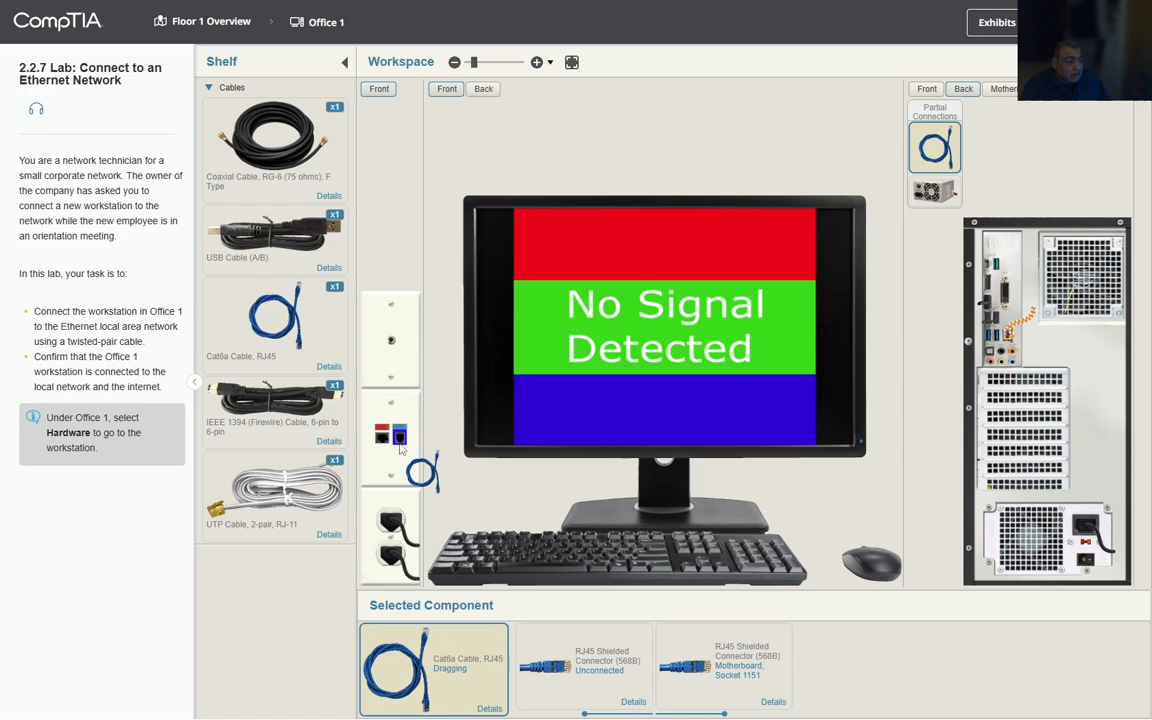 CompTIA.
Floor 1 Overview
Office 1
Exhibits
2.2.7 Lab: Connect to an
Ethernet Network
You are a network technician for a
small corporate network. The owner of
the company has asked you to
connect a new workstation to the
network while the new employee is in
an orientation meeting.
In this lab, your task is to:
Connect the workstation in Office 1
to the Ethernet local area network
using a twisted-pair cable.
Confirm that the Office 1
workstation is connected to the
local network and the internet.
Under Office 1, select
Hardware to go to the
workstation.
Shelf
Cables
x1
Coaxial Cable, RG-6 (75 ohms), F
Type
Details
x1
USB Cable (A/B)
Details
x1
Cat6a Cable, RJ45
Details
x1
IEEE 1394 (Firewire) Cable, 6-pin to
6-pin
Details
x1
UTP Cable, 2-pair, RJ-11
Details
Workspace
Front
Front
Back
No Signal
Detected
Front
Back
Mother
Partial
Connections
Selected Component
Cat6a Cable, RJ45
Dragging
Details
RJ45 Shielded
Connector (568B)
Unconnected
Details
RJ45 Shielded
Connector (568B)
Motherboard,
Socket 1151
Details